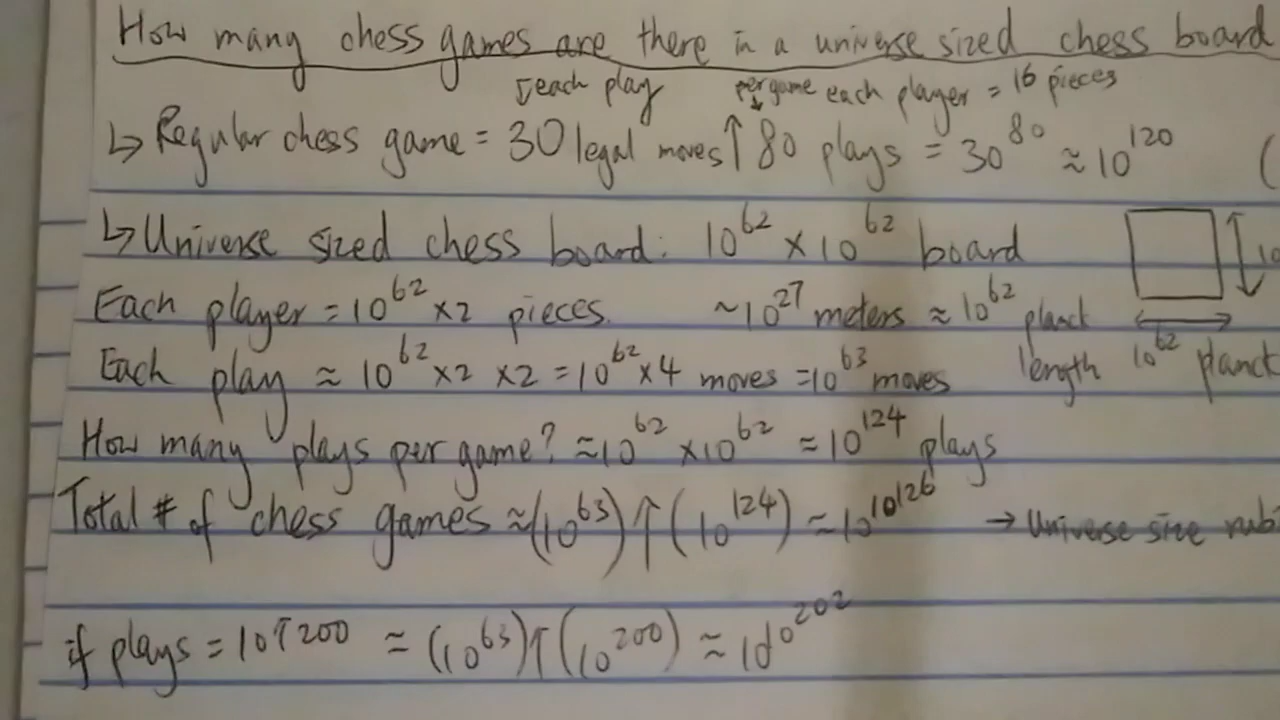 How many chess games are there in a universe sized chess board
each play per game each player = 16 pieces
↳ Regular chess game = 30 legal moves ↑ 80 plays = 30^80 ≈ 10^120 (
↳ Universe sized chess board: 10^62 × 10^62 board
Each player = 10^62 × 2 pieces. ~10^27 meters ≈ 10^62 planck length
10^62 planck
Each play ≈ 10^62 × 2 × 2 = 10^62 × 4 moves = 10^63 moves
How many plays per game? ≈ 10^62 × 10^62 ≈ 10^124 plays
Total # of chess games ≈ (10^63) ↑ (10^124) ≈ 10^10^126 → Universe size
if plays = 10↑200 ≈ (10^63) ↑ (10^200) ≈ 10^10^202